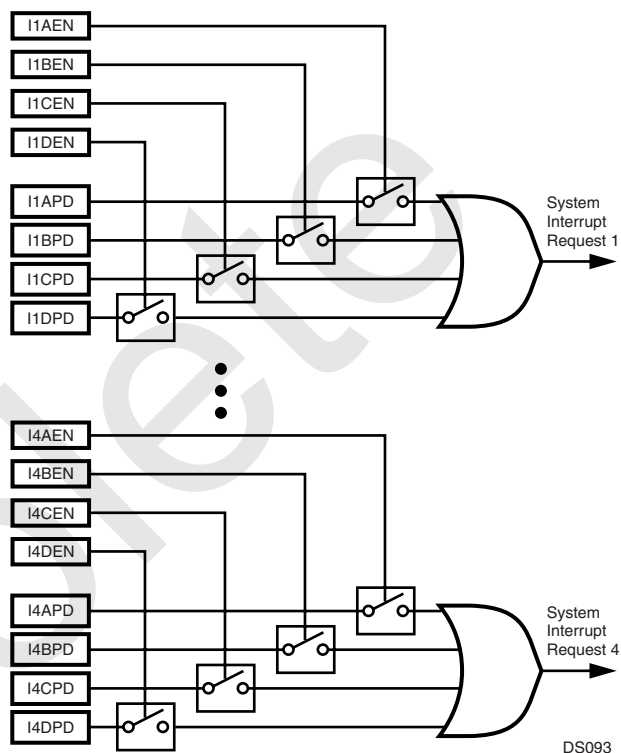 I1AEN
I1BEN
I1CEN
I1DEN
I1APD
I1BPD
I1CPD
I1DPD
System
Interrupt
Request 1
I4AEN
I4BEN
I4CEN
I4DEN
I4APD
I4BPD
I4CPD
I4DPD
System
Interrupt
Request 4
DS093
olete